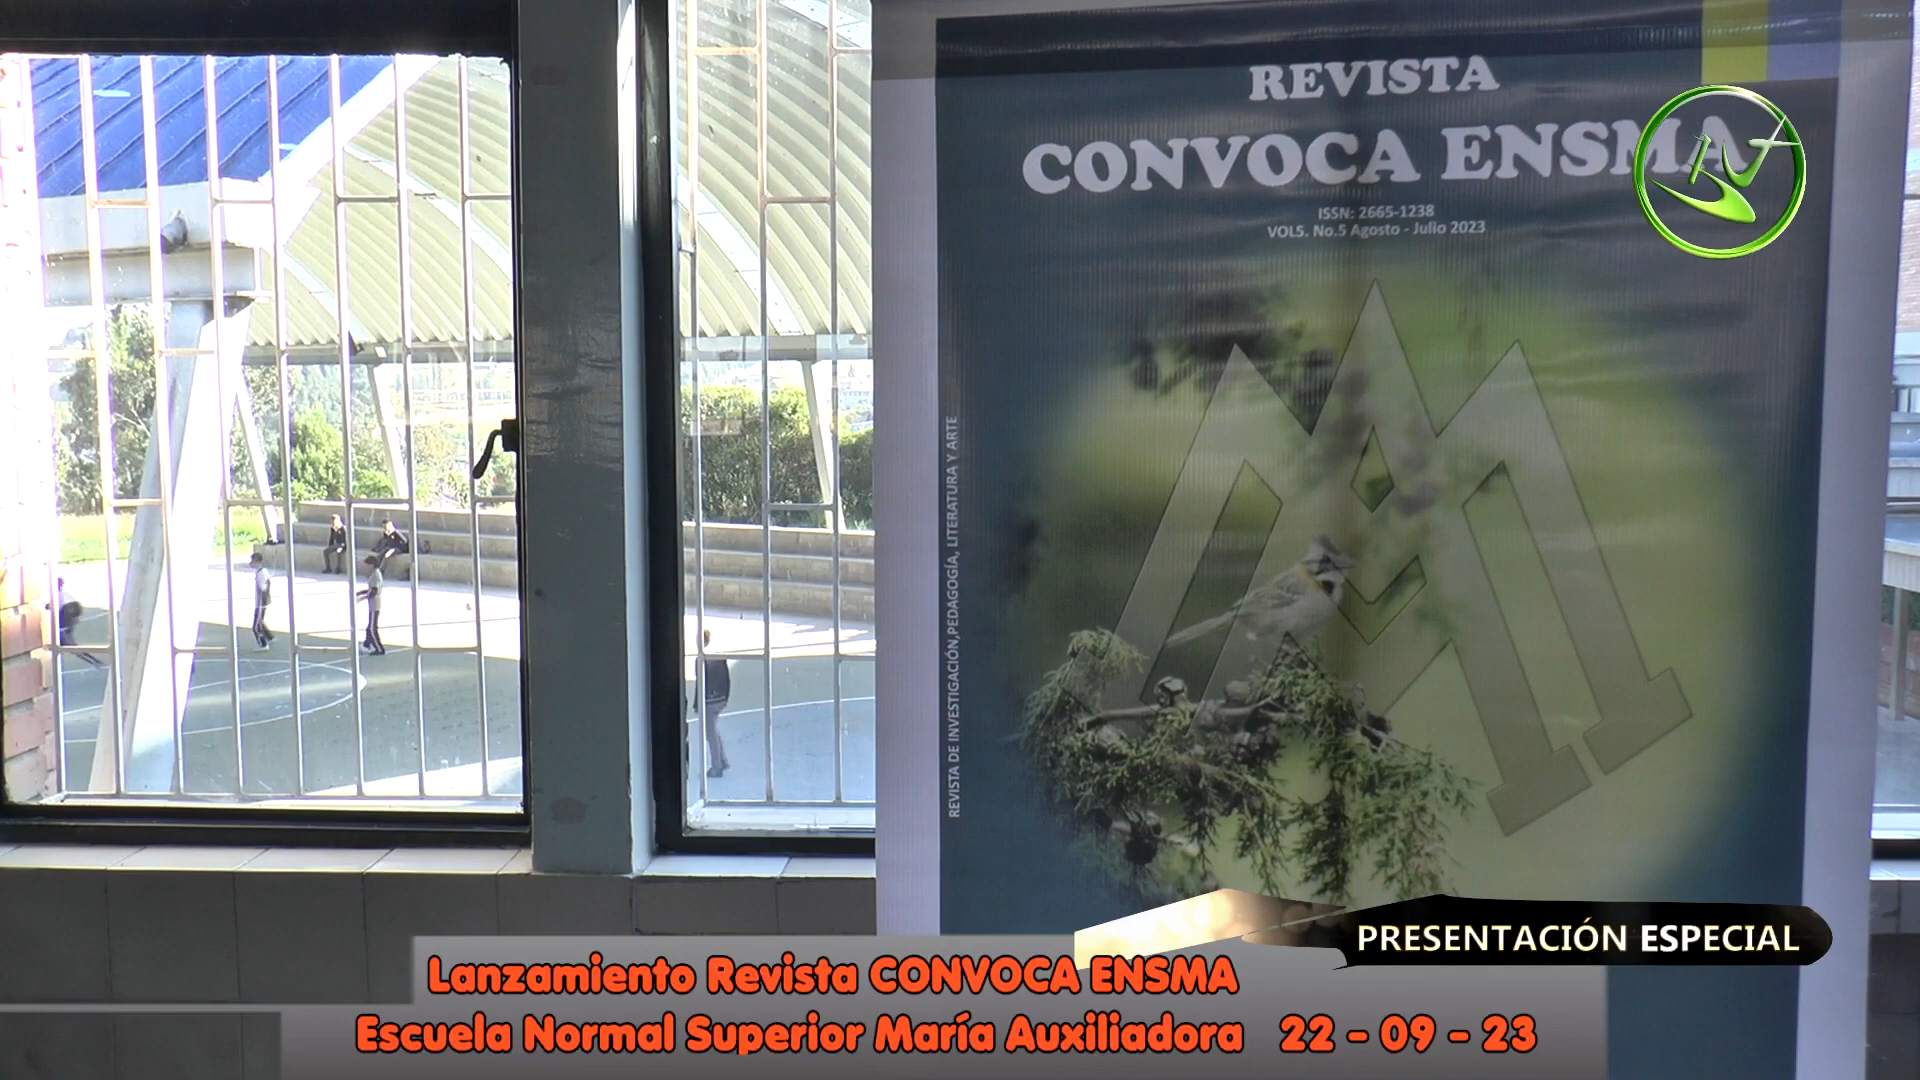 REVISTA
CONVOCA ENSMA
ISSN: 2665-1238
VOL5. No.5 Agosto - Julio 2023
REVISTA DE INVESTIGACIÓN,PEDAGOGÍA, LITERATURA Y ARTE
PRESENTACIÓN ESPECIAL
Lanzamiento Revista CONVOCA ENSMA
Escuela Normal Superior María Auxiliadora 22 - 09 - 23